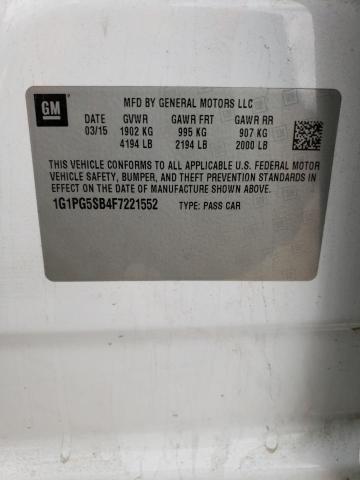 GM
MFD BY GENERAL MOTORS LLC
DATE GVWR GAWR FRT GAWR RR
03/15 1902 KG 995 KG 907 KG
4194 LB 2194 LB 2000 LB
THIS VEHICLE CONFORMS TO ALL APPLICABLE U.S. FEDERAL MOTOR
VEHICLE SAFETY, BUMPER, AND THEFT PREVENTION STANDARDS
IN EFFECT ON THE DATE OF MANUFACTURE SHOWN ABOVE.
1G1PG5SB4F7221552 TYPE: PASS CAR